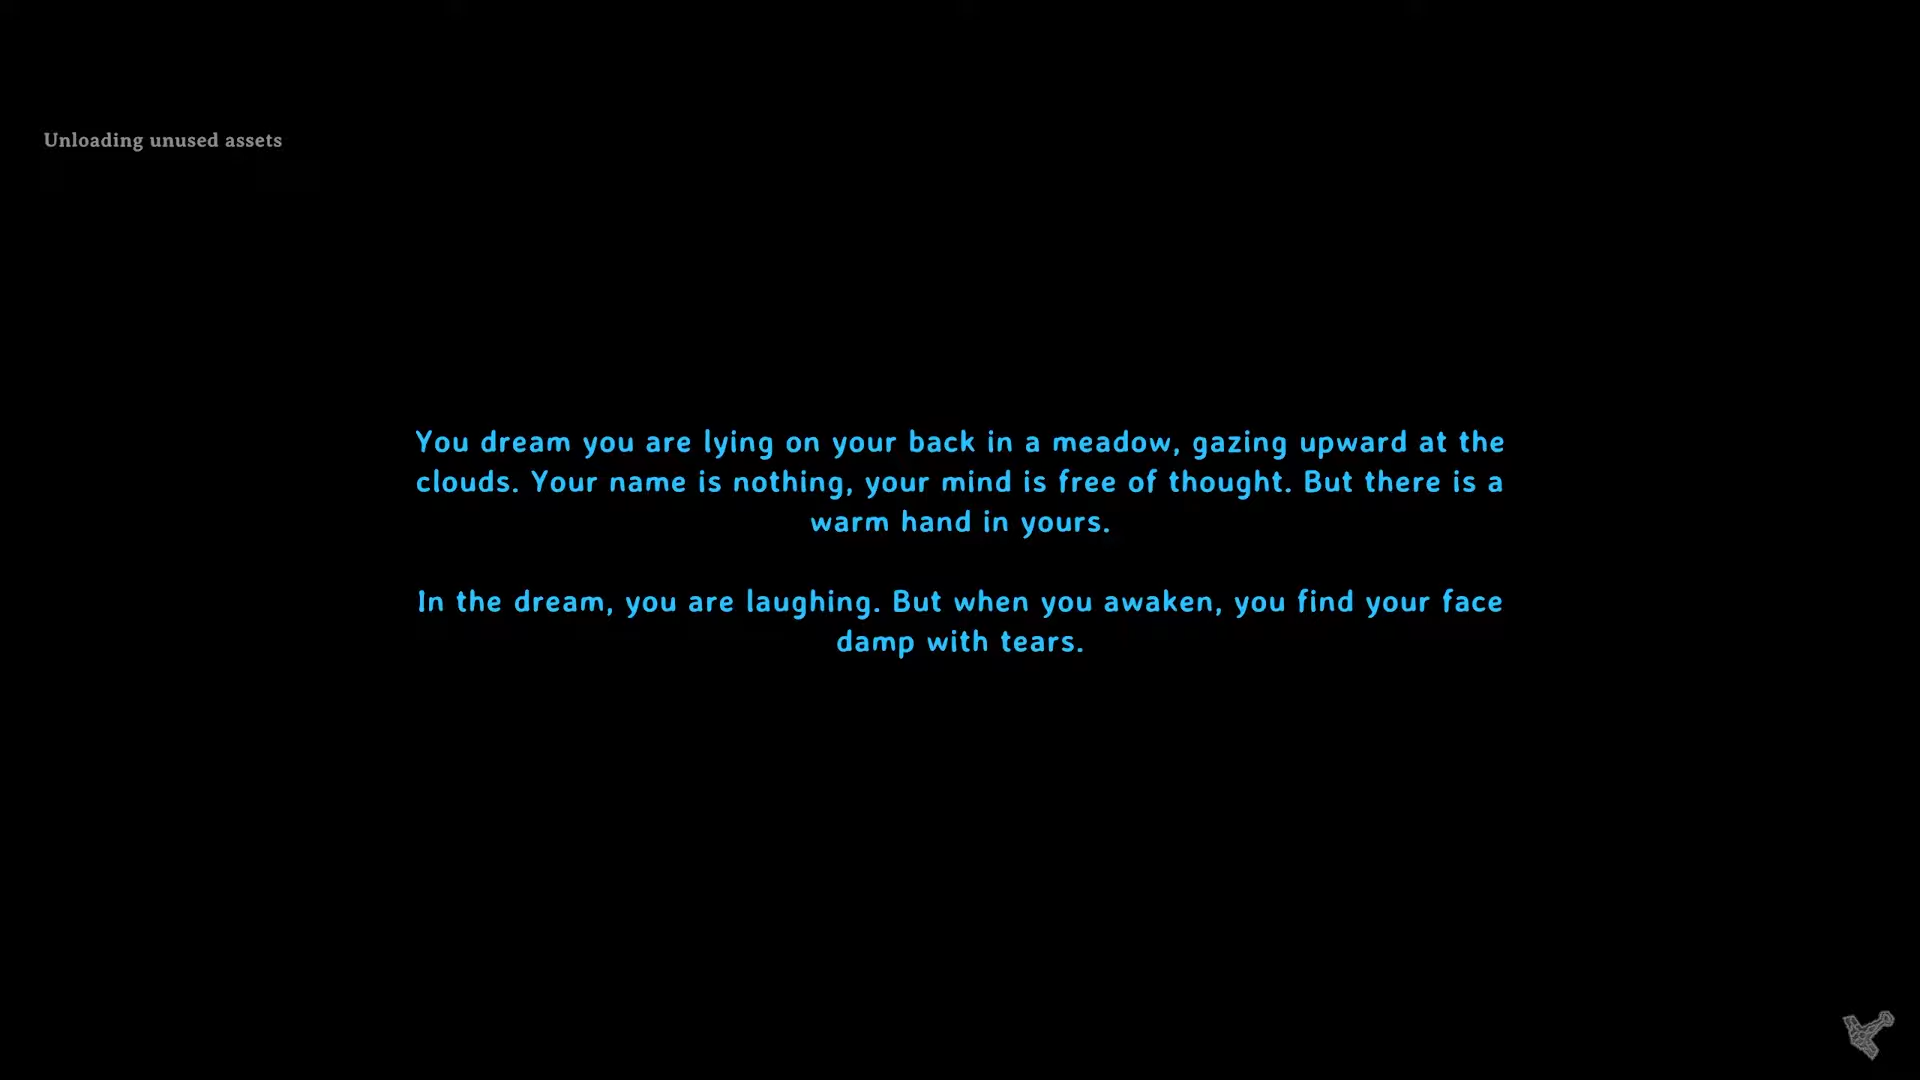 Unloading unused assets
You dream you are lying on your back in a meadow, gazing upward at the
clouds. Your name is nothing, your mind is free of thought. But there is a
warm hand in yours.
In the dream, you are laughing. But when you awaken, you find your face
damp with tears.